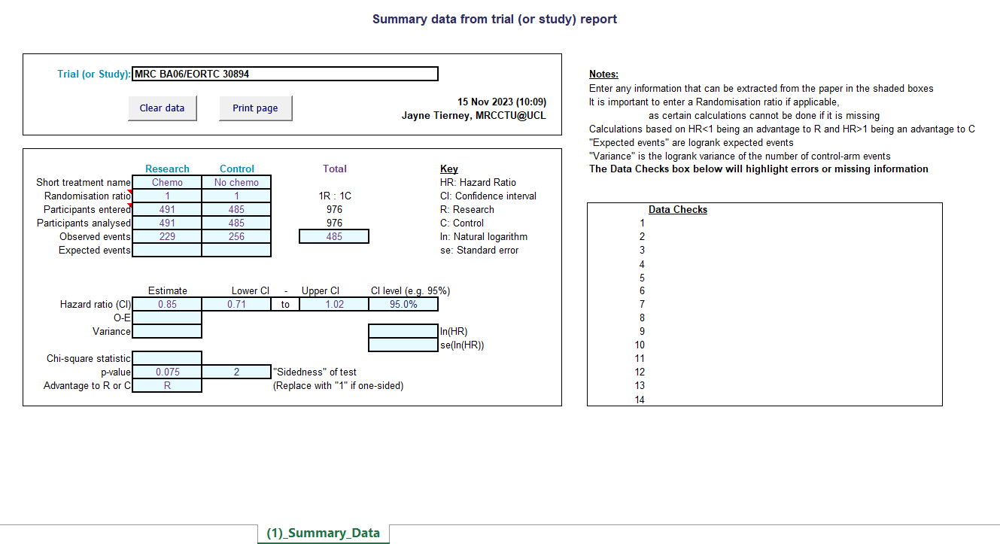 Summary data from trial (or study) report
Trial (or Study): MRC BA06/EORTC 30894
Clear data Print page
15 Nov 2023 (10:09)
Jayne Tierney, MRCCTU@UCL
Notes:
Enter any information that can be extracted from the paper in the shaded boxes
It is important to enter a Randomisation ratio if applicable,
as certain calculations cannot be done if it is missing
Calculations based on HR<1 being an advantage to R and HR>1 being an advantage to C
"Expected events" are logrank expected events
"Variance" is the logrank variance of the number of control-arm events
The Data Checks box below will highlight errors or missing information
Research Control Total Key
Short treatment name Chemo No chemo HR: Hazard Ratio
Randomisation ratio 1 1 1R : 1C CI: Confidence interval
Participants entered 491 485 976 R: Research
Participants analysed 491 485 976 C: Control
Observed events 229 256 485 ln: Natural logarithm
Expected events se: Standard error
Estimate Lower CI - Upper CI CI level (e.g. 95%)
Hazard ratio (CI) 0.85 0.71 to 1.02 95.0%
O-E
Variance ln(HR)
se(ln(HR))
Chi-square statistic
p-value 0.075 2 "Sidedness" of test
Advantage to R or C R (Replace with "1" if one-sided)
Data Checks
1
2
3
4
5
6
7
8
9
10
11
12
13
14
(1)_Summary_Data